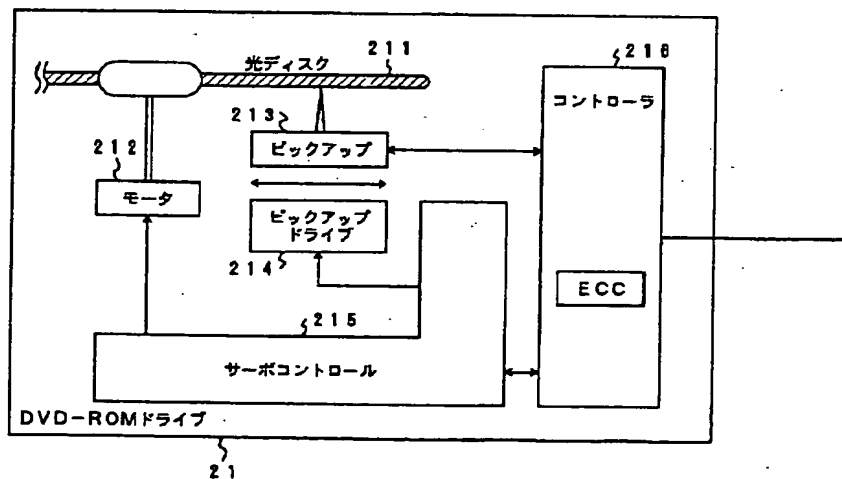 光ディスク
211
216
コントローラ
213
ピックアップ
212
モータ
ピックアップ
ドライブ
214
ECC
215
サーボコントロール
DVD-ROMドライブ
21